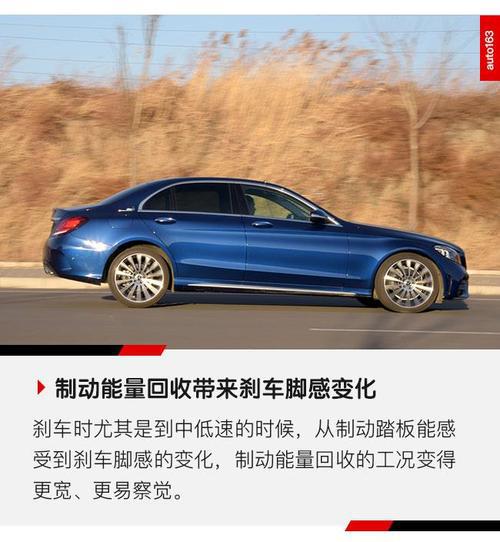 auto163
制动能量回收带来刹车脚感变化
刹车时尤其是到中低速的时候，从制动踏板能感
受到刹车脚感的变化，制动能量回收的工况变得
更宽、更易察觉。